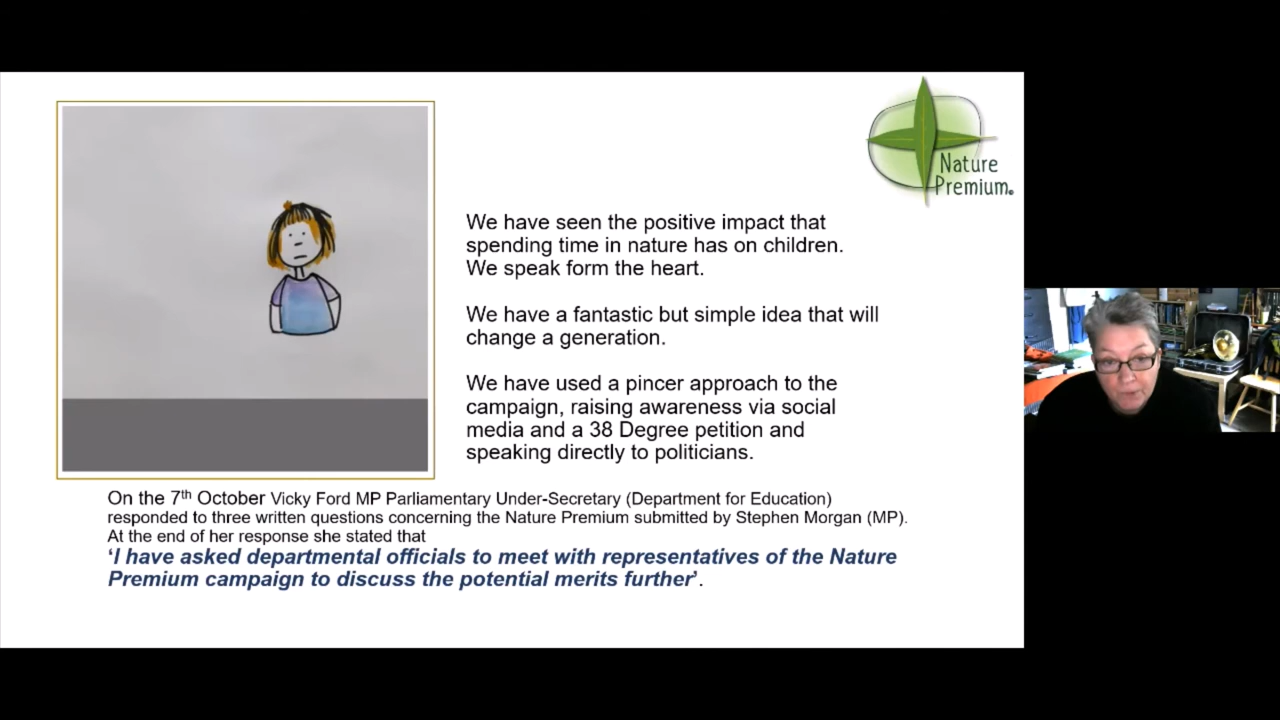 Nature
Premium®
We have seen the positive impact that
spending time in nature has on children.
We speak form the heart.
We have a fantastic but simple idea that will
change a generation.
We have used a pincer approach to the
campaign, raising awareness via social
media and a 38 Degree petition and
speaking directly to politicians.
On the 7th October Vicky Ford MP Parliamentary Under-Secretary (Department for Education)
responded to three written questions concerning the Nature Premium submitted by Stephen Morgan (MP).
At the end of her response she stated that
‘I have asked departmental officials to meet with representatives of the Nature
Premium campaign to discuss the potential merits further’.